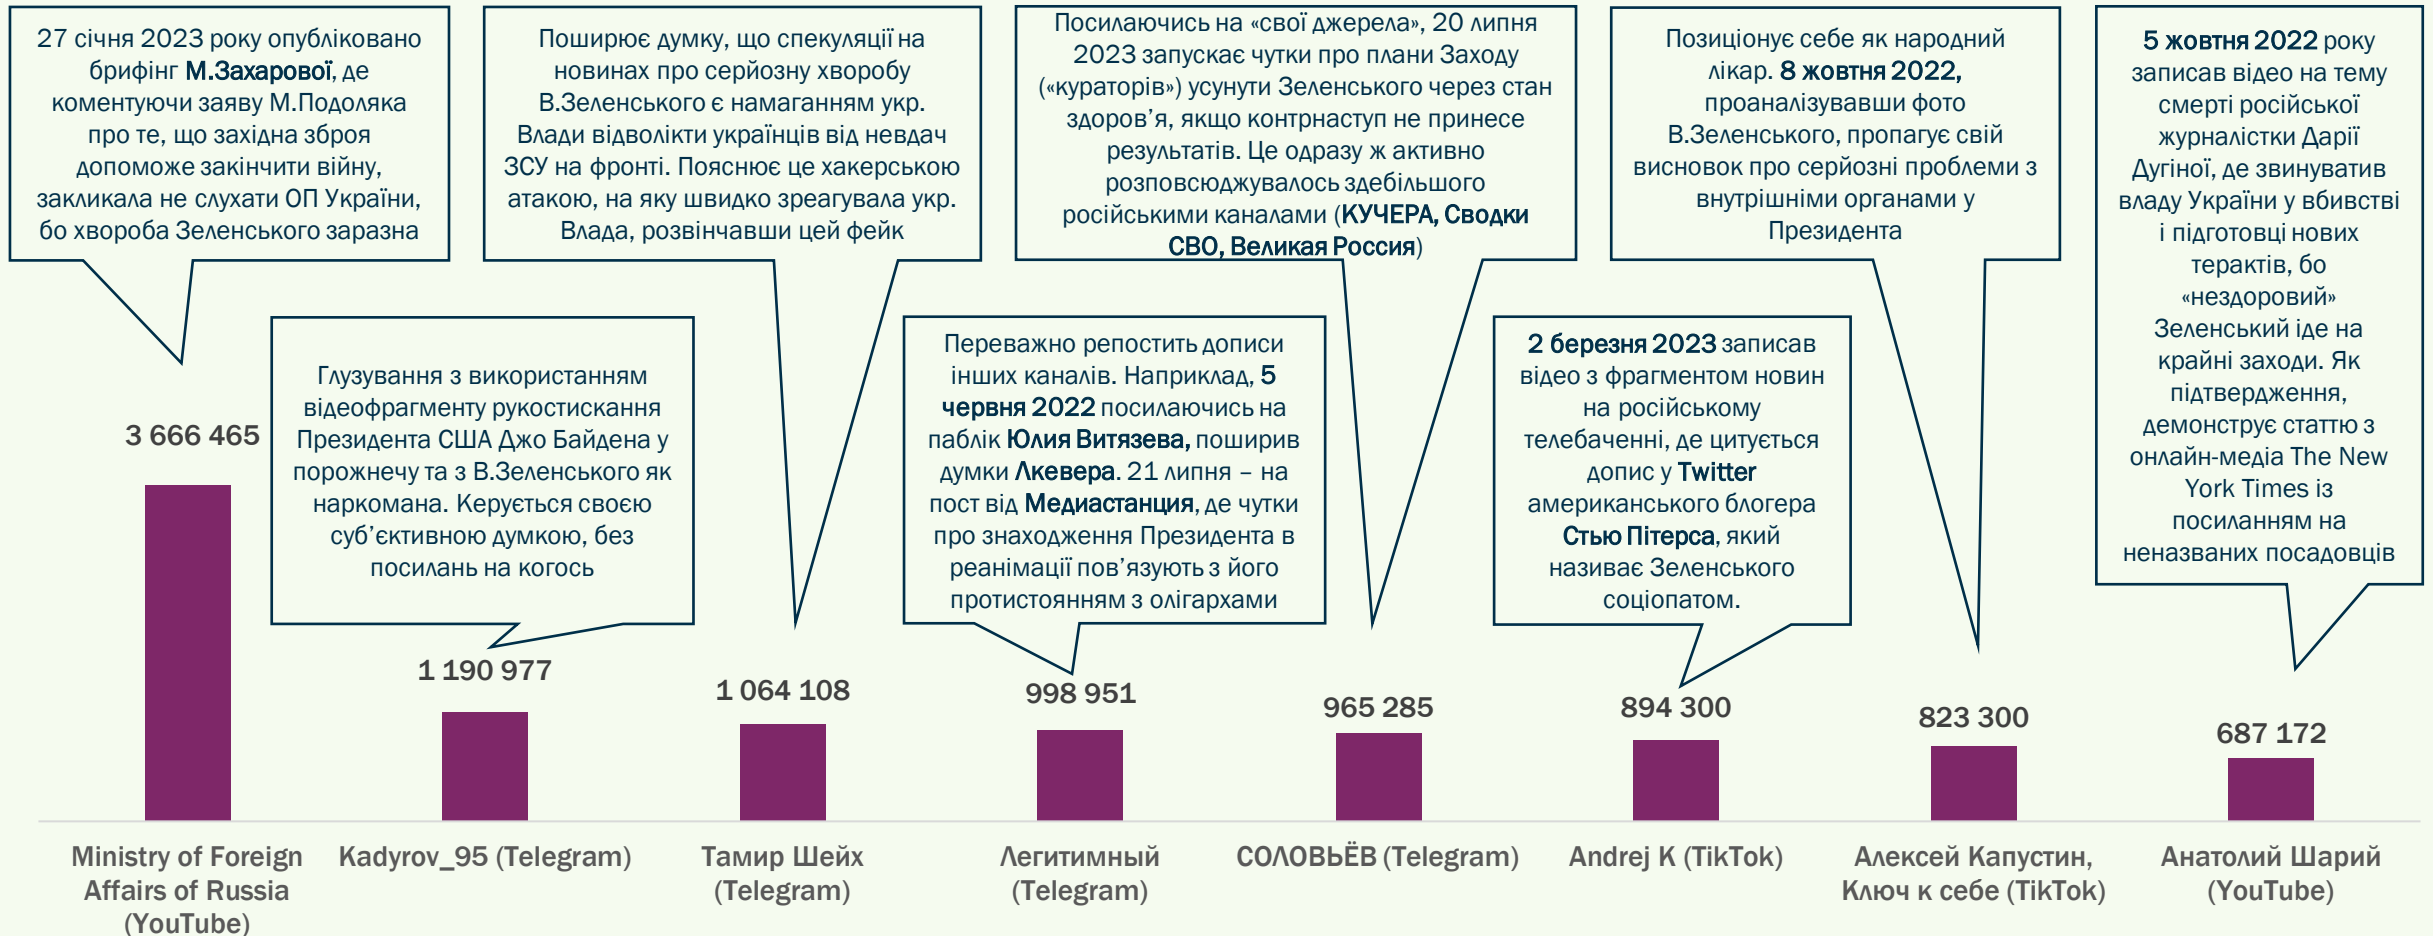 27 січня 2023 року опубліковано
брифінг М.Захарової, де
коментуючи заяву М.Подоляка
про те, що західна зброя
допоможе закінчити війну,
закликала не слухати ОП України,
бо хвороба Зеленського заразна
Поширює думку, що спекуляції на
новинах про серйозну хворобу
В.Зеленського є намаганням укр.
Влади відволікти українців від невдач
ЗСУ на фронті. Пояснює це хакерською
атакою, на яку швидко зреагувала укр.
Влада, розвінчавши цей фейк
Посилаючись на «свої джерела», 20 липня
2023 запускає чутки про плани Заходу
(«кураторів») усунути Зеленського через стан
здоров’я, якщо контрнаступ не принесе
результатів. Це одразу ж активно
розповсюджувалось здебільшого
російськими каналами (КУЧЕРА, Сводки
СВО, Великая Россия)
Позиціонує себе як народний
лікар. 8 жовтня 2022,
проаналізувавши фото
В.Зеленського, пропагує свій
висновок про серйозні проблеми з
внутрішніми органами у
Президента
5 жовтня 2022 року
записав відео на тему
смерті російської
журналістки Дарії
Дугіної, де звинуватив
владу України у вбивстві
і підготовці нових
терактів, бо
«нездоровий»
Зеленський іде на
крайні заходи. Як
підтвердження,
демонструє статтю з
онлайн-медіа The New
York Times із
посиланням на
неназваних посадовців
Глузування з використанням
відеофрагменту рукостискання
Президента США Джо Байдена у
порожнечу та з В.Зеленського як
наркомана. Керується своєю
суб’єктивною думкою, без
посилань на когось
Переважно репостить дописи
інших каналів. Наприклад, 5
червня 2022 посилаючись на
паблік Юлия Витязева, поширив
думки Лкевера. 21 липня – на
пост від Медиастанция, де чутки
про знаходження Президента в
реанімації пов’язують з його
протистоянням з олігархами
2 березня 2023 записав
відео з фрагментом новин
на російському
телебаченні, де цитується
допис у Twitter
американського блогера
Стью Пітерса, який
називає Зеленського
соціопатом.
3 666 465
1 190 977
1 064 108
998 951
965 285
894 300
823 300
687 172
Ministry of Foreign
Affairs of Russia
(YouTube)
Kadyrov_95 (Telegram)
Тамир Шейх
(Telegram)
Легитимный
(Telegram)
СОЛОВЬЁВ (Telegram)
Andrej K (TikTok)
Алексей Капустин,
Ключ к себе (TikTok)
Анатолий Шарий
(YouTube)